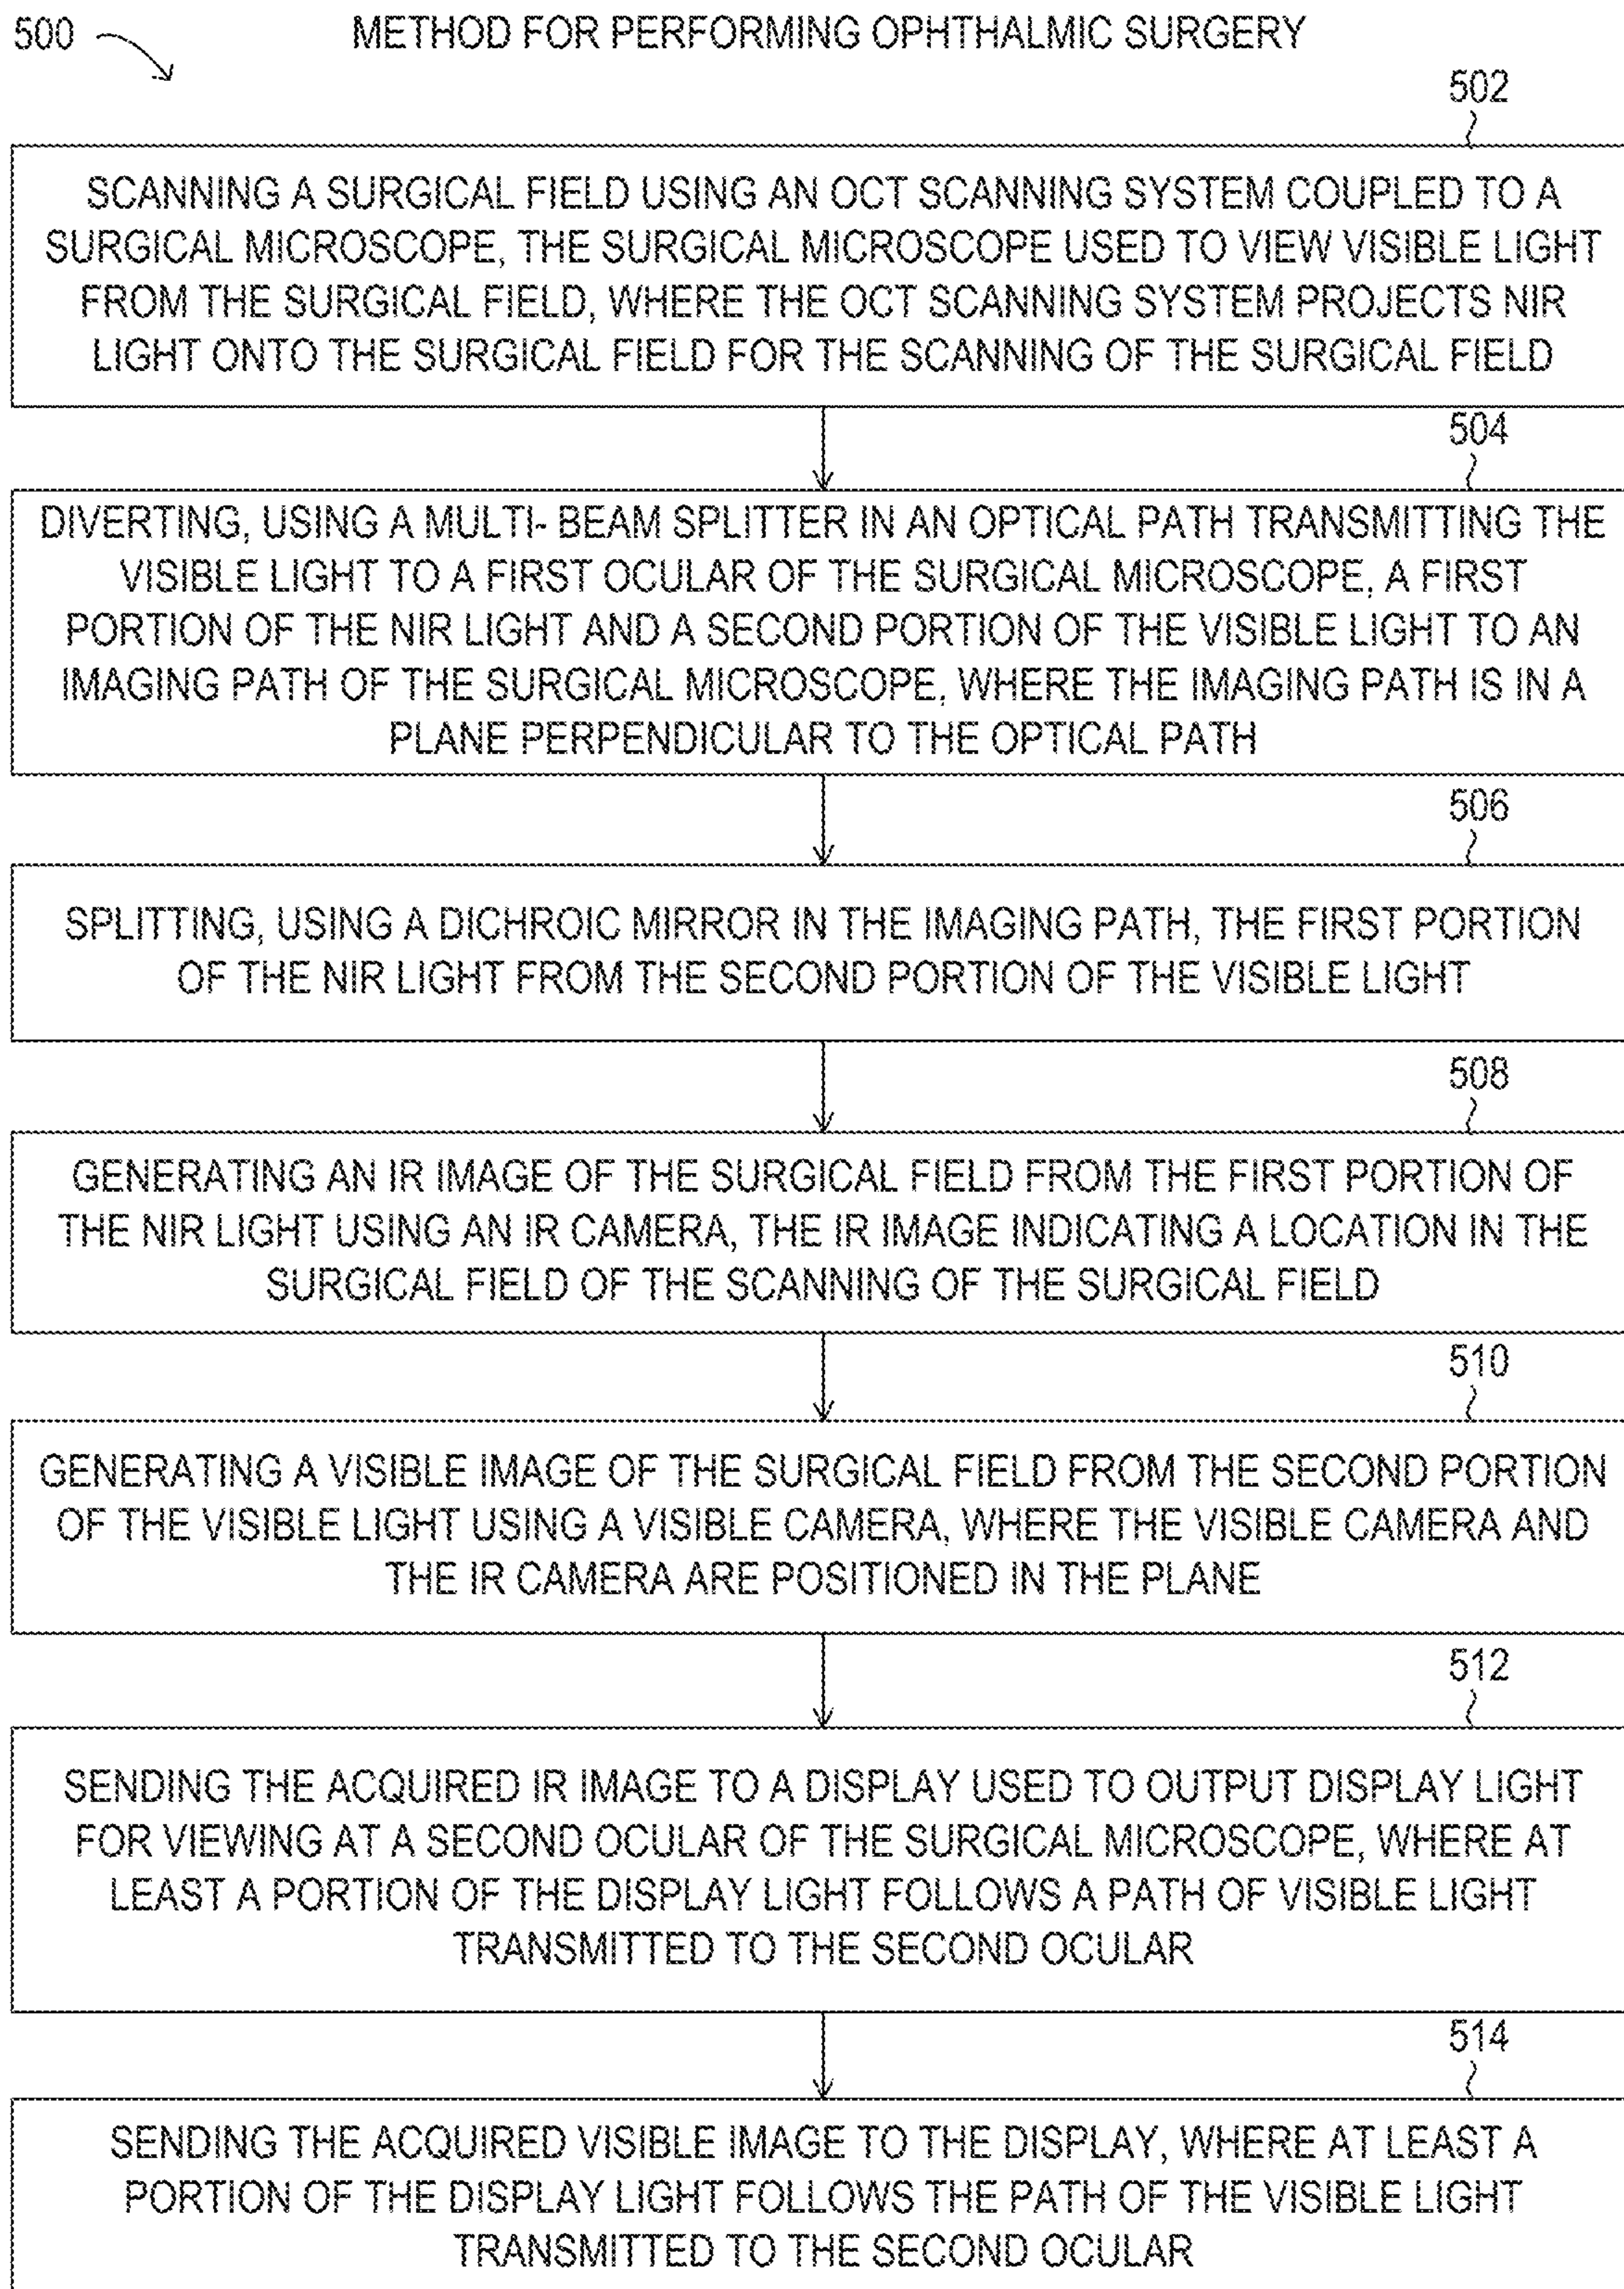 500
METHOD FOR PERFORMING OPHTHALMIC SURGERY
502
SCANNING A SURGICAL FIELD USING AN OCT SCANNING SYSTEM COUPLED TO A
SURGICAL MICROSCOPE, THE SURGICAL MICROSCOPE USED TO VIEW VISIBLE LIGHT
FROM THE SURGICAL FIELD, WHERE THE OCT SCANNING SYSTEM PROJECTS NIR
LIGHT ONTO THE SURGICAL FIELD FOR THE SCANNING OF THE SURGICAL FIELD
504
DIVERTING, USING A MULTI- BEAM SPLITTER IN AN OPTICAL PATH TRANSMITTING THE
VISIBLE LIGHT TO A FIRST OCULAR OF THE SURGICAL MICROSCOPE, A FIRST
PORTION OF THE NIR LIGHT AND A SECOND PORTION OF THE VISIBLE LIGHT TO AN
IMAGING PATH OF THE SURGICAL MICROSCOPE, WHERE THE IMAGING PATH IS IN A
PLANE PERPENDICULAR TO THE OPTICAL PATH
506
SPLITTING, USING A DICHROIC MIRROR IN THE IMAGING PATH, THE FIRST PORTION
OF THE NIR LIGHT FROM THE SECOND PORTION OF THE VISIBLE LIGHT
508
GENERATING AN IR IMAGE OF THE SURGICAL FIELD FROM THE FIRST PORTION OF
THE NIR LIGHT USING AN IR CAMERA, THE IR IMAGE INDICATING A LOCATION IN THE
SURGICAL FIELD OF THE SCANNING OF THE SURGICAL FIELD
510
GENERATING A VISIBLE IMAGE OF THE SURGICAL FIELD FROM THE SECOND PORTION
OF THE VISIBLE LIGHT USING A VISIBLE CAMERA, WHERE THE VISIBLE CAMERA AND
THE IR CAMERA ARE POSITIONED IN THE PLANE
512
SENDING THE ACQUIRED IR IMAGE TO A DISPLAY USED TO OUTPUT DISPLAY LIGHT
FOR VIEWING AT A SECOND OCULAR OF THE SURGICAL MICROSCOPE, WHERE AT
LEAST A PORTION OF THE DISPLAY LIGHT FOLLOWS A PATH OF VISIBLE LIGHT
TRANSMITTED TO THE SECOND OCULAR
514
SENDING THE ACQUIRED VISIBLE IMAGE TO THE DISPLAY, WHERE AT LEAST A
PORTION OF THE DISPLAY LIGHT FOLLOWS THE PATH OF THE VISIBLE LIGHT
TRANSMITTED TO THE SECOND OCULAR